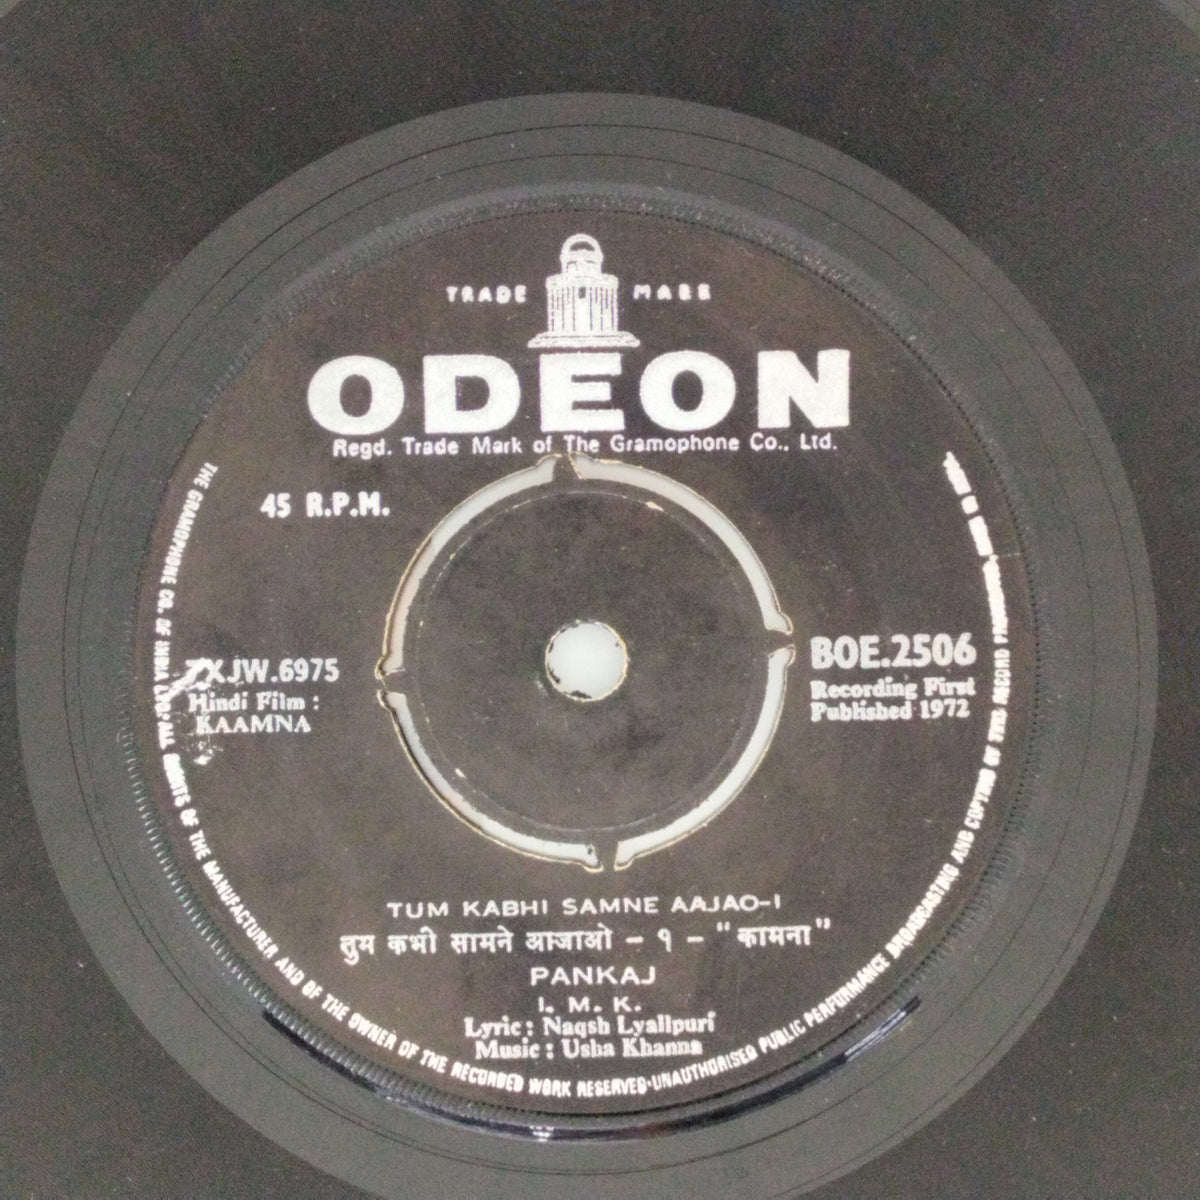 TRADE MARK
ODEON
Regd. Trade Mark of The Gramophone Co., Ltd.
45 R.P.M.
7XJW.6975
Hindi Film :
KAAMNA
BOE.2506
Recording First
Published 1972
TUM KABHI SAMNE AAJAO-I
तुम कभी सामने आजाओ - १ - "कामना"
PANKAJ
I. M. K.
Lyric : Naqsh Lyallpuri
Music : Usha Khanna
THE GRAMOPHONE CO. OF INDIA ALL RIGHTS OF THE MANUFACTURER AND OF THE OWNER OF THE RECORDED WORK RESERVED·UNAUTHORISED PUBLIC PERFORMANCE BROADCASTING AND COPYING OF THIS RECORD PROHIBITED